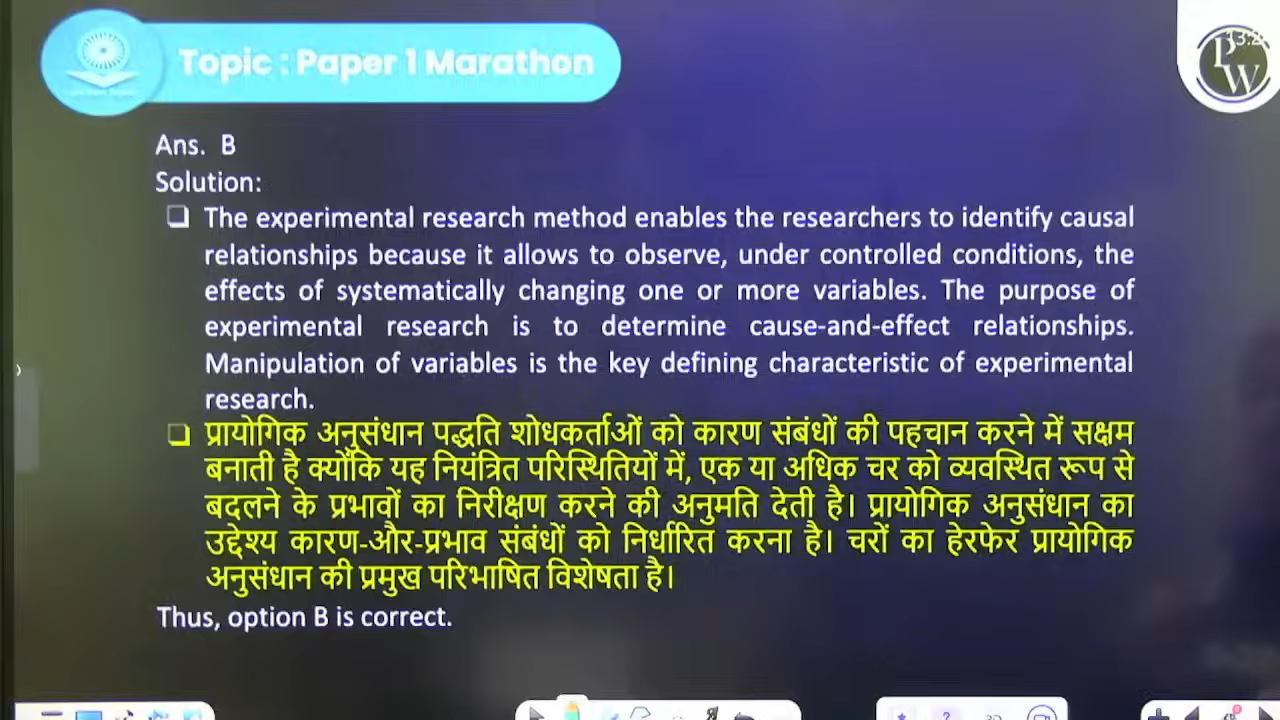 Topic : Paper 1 Marathon
PW
Ans. B
Solution:
❑ The experimental research method enables the researchers to identify causal
relationships because it allows to observe, under controlled conditions, the
effects of systematically changing one or more variables. The purpose of
experimental research is to determine cause-and-effect relationships.
Manipulation of variables is the key defining characteristic of experimental
research.
❑ प्रायोगिक अनुसंधान पद्धति शोधकर्ताओं को कारण संबंधों की पहचान करने में सक्षम
बनाती है क्योंकि यह नियंत्रित परिस्थितियों में, एक या अधिक चर को व्यवस्थित रूप से
बदलने के प्रभावों का निरीक्षण करने की अनुमति देती है। प्रायोगिक अनुसंधान का
उद्देश्य कारण-और-प्रभाव संबंधों को निर्धारित करना है। चरों का हेरफेर प्रायोगिक
अनुसंधान की प्रमुख परिभाषित विशेषता है।
Thus, option B is correct.